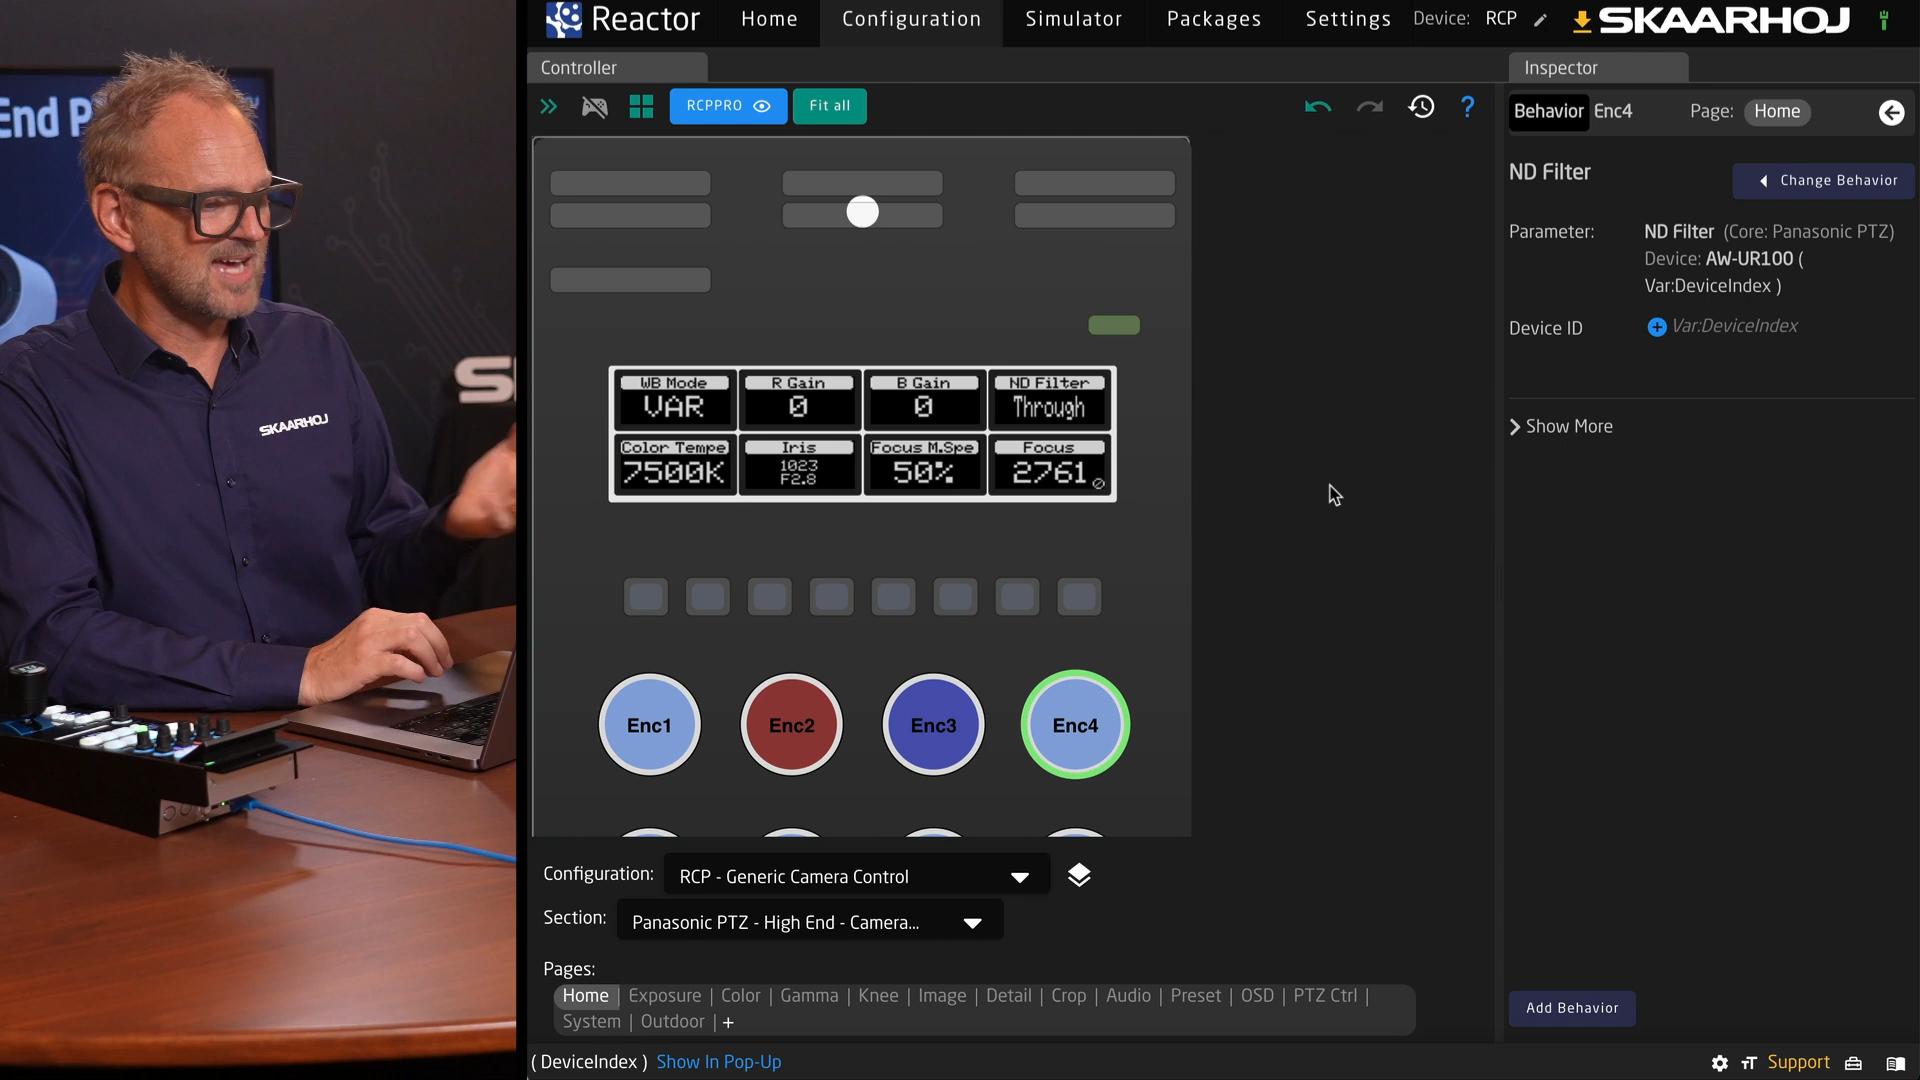 Reactor
Home
Configuration
Simulator
Packages
Settings
Device: RCP
SKAARHOJ
Controller
Inspector
RCPPRO
Fit all
?
Behavior Enc4
Page: Home
ND Filter
Change Behavior
Parameter:
ND Filter (Core: Panasonic PTZ)
Device: AW-UR100 (
Var:DeviceIndex )
Device ID
Var:DeviceIndex
Show More
WB Mode
VAR
R Gain
0
B Gain
0
ND Filter
Through
Color Tempe
7500K
Iris
1023
F2.8
Focus M.Spe
50%
Focus
2761
Enc1
Enc2
Enc3
Enc4
Configuration: RCP - Generic Camera Control
Section: Panasonic PTZ - High End - Camera...
Pages:
Home | Exposure | Color | Gamma | Knee | Image | Detail | Crop | Audio | Preset | OSD | PTZ Ctrl |
System | Outdoor | +
Add Behavior
( DeviceIndex ) Show In Pop-Up
Support
End P
SKAARHOJ